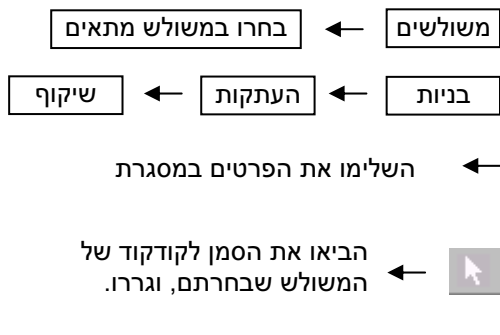 משולשים בחרו במשולש מתאים
בניות העתקות שיקוף
השלימו את הפרטים במסגרת
הביאו את הסמן לקודקוד של
המשולש שבחרתם, וגררו.